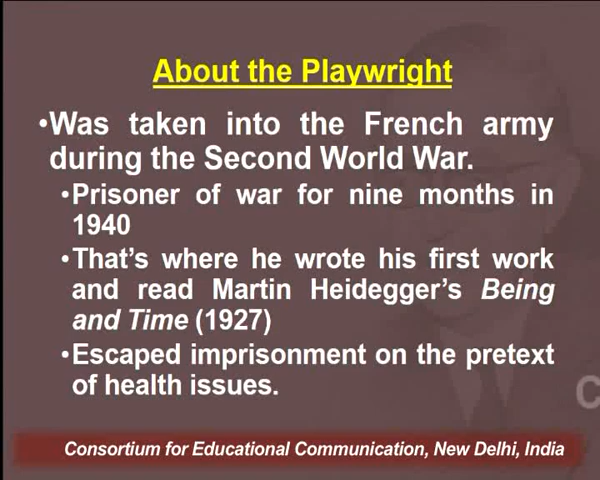 About the Playwright
•Was taken into the French army
during the Second World War.
•Prisoner of war for nine months in
1940
•That's where he wrote his first work
and read Martin Heidegger's Being
and Time (1927)
•Escaped imprisonment on the pretext
of health issues.
C
Consortium for Educational Communication, New Delhi, India